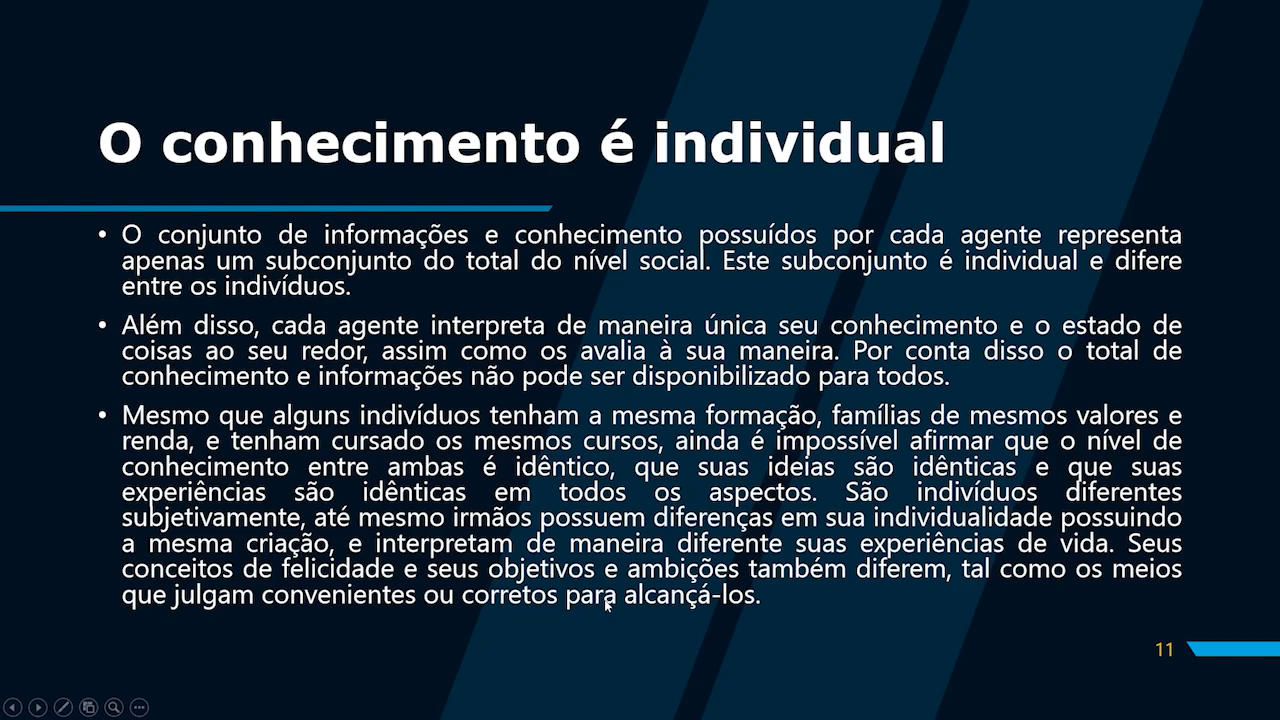 O conhecimento é individual
• O conjunto de informações e conhecimento possuídos por cada agente representa
apenas um subconjunto do total do nível social. Este subconjunto é individual e difere
entre os indivíduos.
• Além disso, cada agente interpreta de maneira única seu conhecimento e o estado de
coisas ao seu redor, assim como os avalia à sua maneira. Por conta disso o total de
conhecimento e informações não pode ser disponibilizado para todos.
• Mesmo que alguns indivíduos tenham a mesma formação, famílias de mesmos valores e
renda, e tenham cursado os mesmos cursos, ainda é impossível afirmar que o nível de
conhecimento entre ambas é idêntico, que suas ideias são idênticas e que suas
experiências são idênticas em todos os aspectos. São indivíduos diferentes
subjetivamente, até mesmo irmãos possuem diferenças em sua individualidade possuindo
a mesma criação, e interpretam de maneira diferente suas experiências de vida. Seus
conceitos de felicidade e seus objetivos e ambições também diferem, tal como os meios
que julgam convenientes ou corretos para alcançá-los.
11